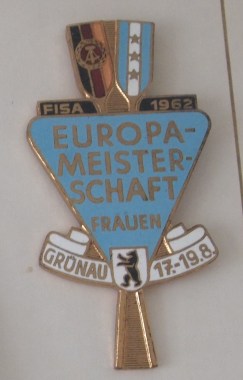 FISA 1962
EUROPA-
MEISTER-
SCHAFT
FRAUEN
GRÜNAU 17.-19.8.